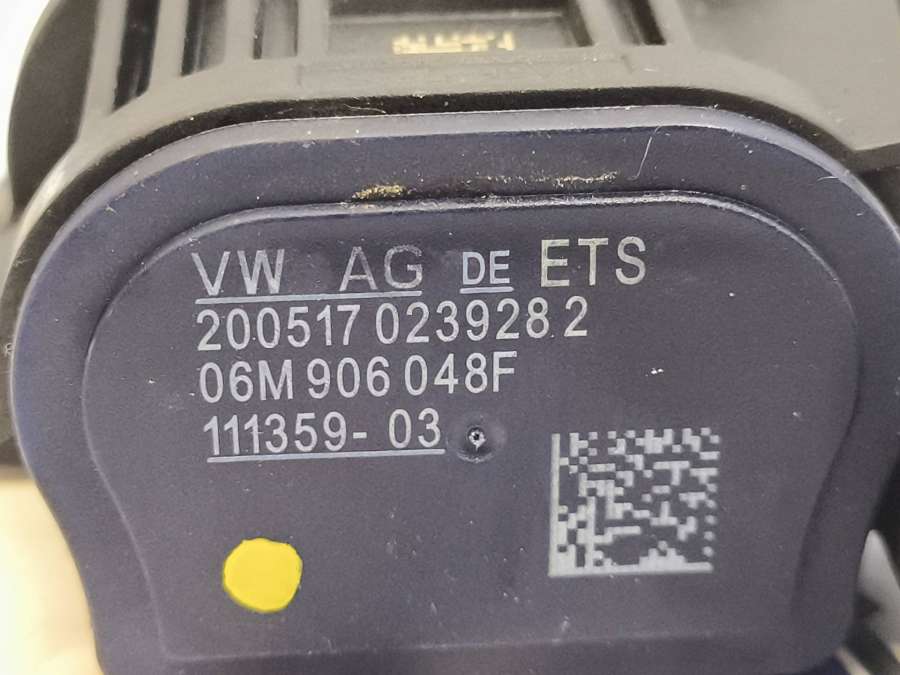 VW AG DE ETS
200517 023928 2
06M 906 048F
111359- 03